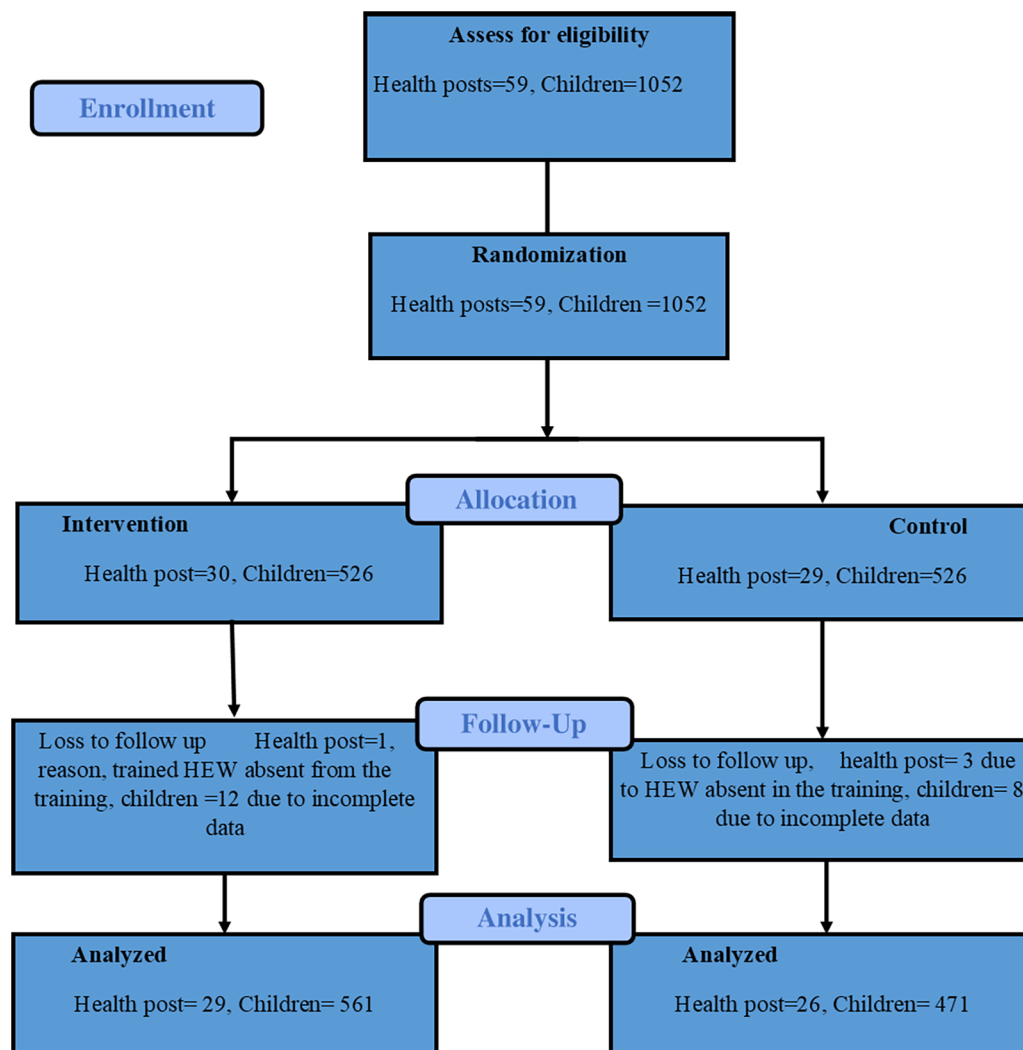 Assess for eligibility
Health posts=59, Children=1052
Enrollment
Randomization
Health posts=59, Children =1052
Allocation
Intervention
Health post=30, Children=526
Control
Health post=29, Children=526
Follow-Up
Loss to follow up Health post=1,
reason, trained HEW absent from the
training, children =12 due to incomplete
data
Loss to follow up, health post= 3 due
to HEW absent in the training, children= 8
due to incomplete data
Analysis
Analyzed
Health post= 29, Children= 561
Analyzed
Health post=26, Children= 471